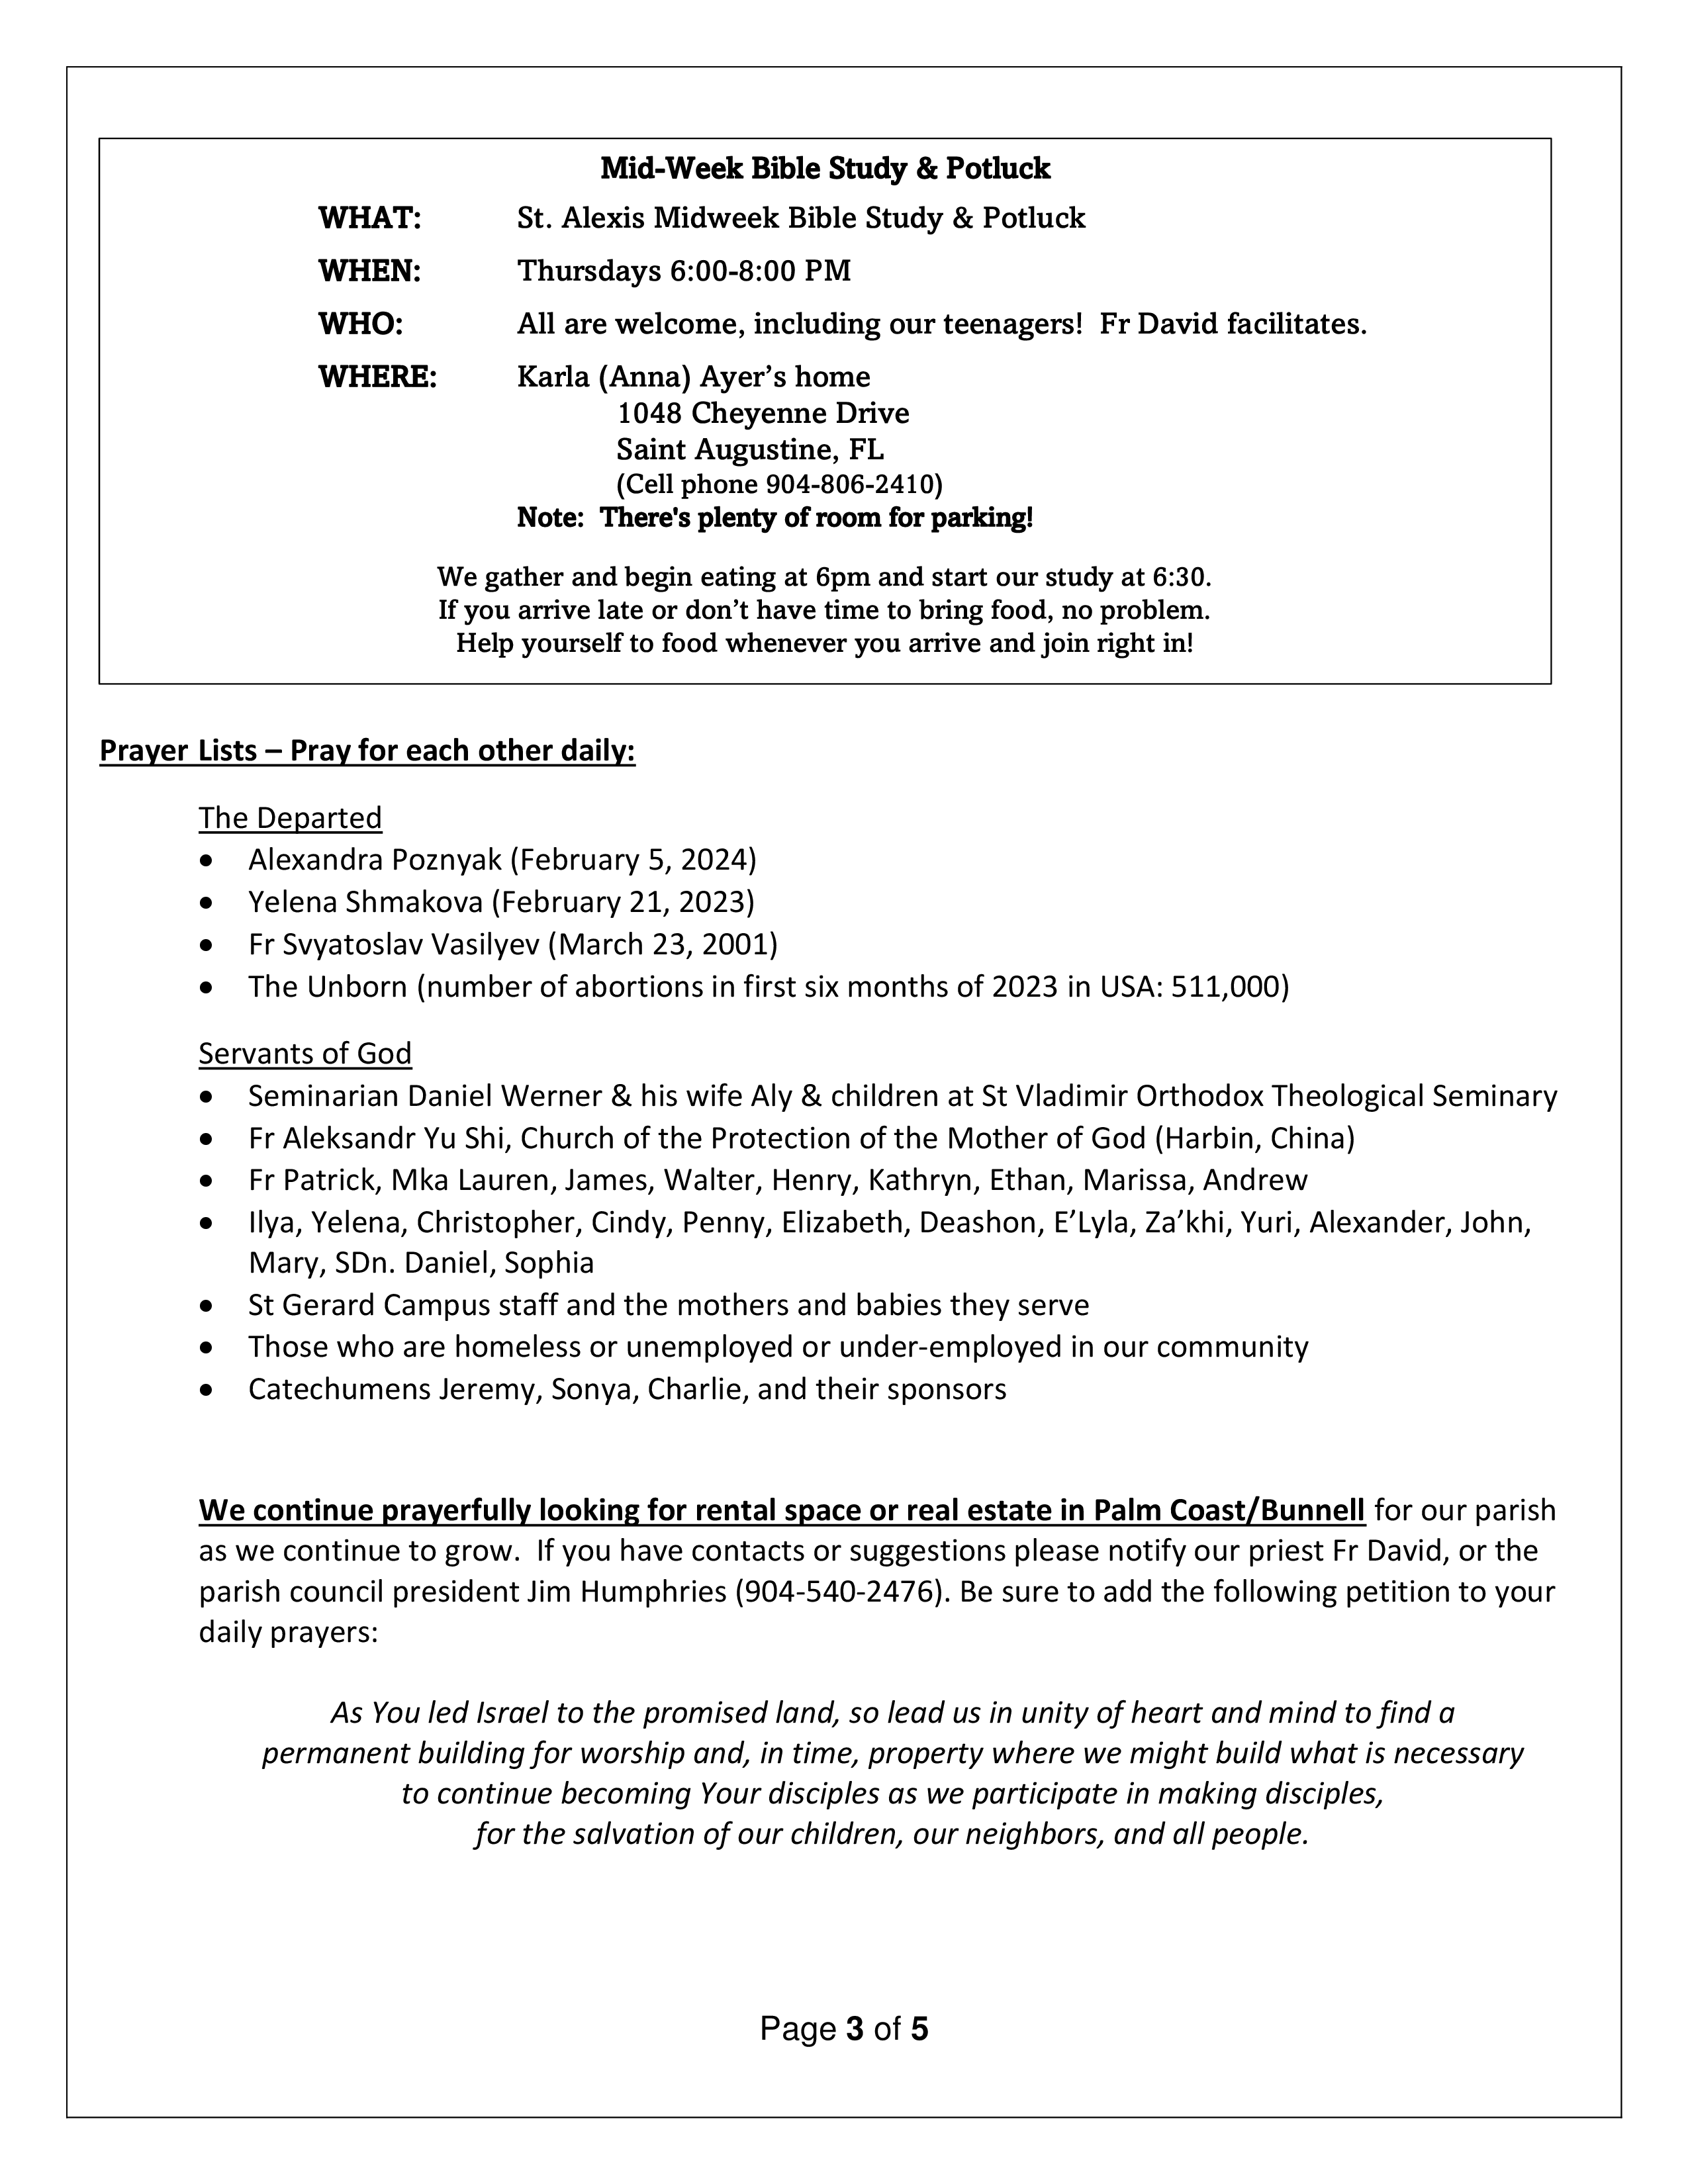 Mid-Week Bible Study & Potluck
WHAT: St. Alexis Midweek Bible Study & Potluck
WHEN: Thursdays 6:00-8:00 PM
WHO: All are welcome, including our teenagers!  Fr David facilitates.
WHERE: Karla (Anna) Ayer’s home
1048 Cheyenne Drive
Saint Augustine, FL
(Cell phone 904-806-2410)
Note:  There's plenty of room for parking!
We gather and begin eating at 6pm and start our study at 6:30.
If you arrive late or don’t have time to bring food, no problem.
Help yourself to food whenever you arrive and join right in!
Prayer Lists – Pray for each other daily:
The Departed
• Alexandra Poznyak (February 5, 2024)
• Yelena Shmakova (February 21, 2023)
• Fr Svyatoslav Vasilyev (March 23, 2001)
• The Unborn (number of abortions in first six months of 2023 in USA: 511,000)
Servants of God
• Seminarian Daniel Werner & his wife Aly & children at St Vladimir Orthodox Theological Seminary
• Fr Aleksandr Yu Shi, Church of the Protection of the Mother of God (Harbin, China)
• Fr Patrick, Mka Lauren, James, Walter, Henry, Kathryn, Ethan, Marissa, Andrew
• Ilya, Yelena, Christopher, Cindy, Penny, Elizabeth, Deashon, E’Lyla, Za’khi, Yuri, Alexander, John,
Mary, SDn. Daniel, Sophia
• St Gerard Campus staff and the mothers and babies they serve
• Those who are homeless or unemployed or under-employed in our community
• Catechumens Jeremy, Sonya, Charlie, and their sponsors
We continue prayerfully looking for rental space or real estate in Palm Coast/Bunnell for our parish
as we continue to grow.  If you have contacts or suggestions please notify our priest Fr David, or the
parish council president Jim Humphries (904-540-2476). Be sure to add the following petition to your
daily prayers:
As You led Israel to the promised land, so lead us in unity of heart and mind to find a
permanent building for worship and, in time, property where we might build what is necessary
to continue becoming Your disciples as we participate in making disciples,
for the salvation of our children, our neighbors, and all people.
Page 3 of 5